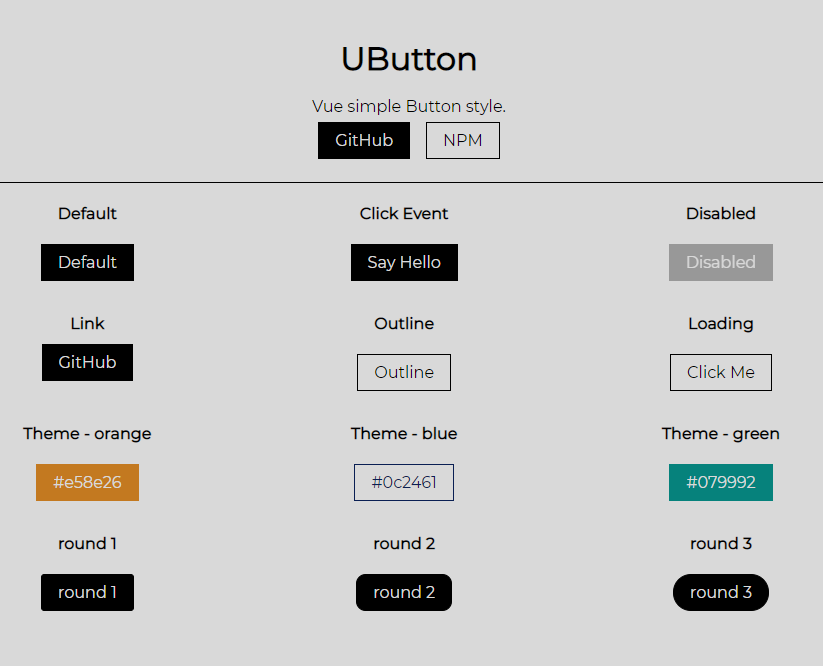 UButton
Vue simple Button style.
GitHub NPM
Default Click Event Disabled
Default Say Hello Disabled
Link Outline Loading
GitHub Outline Click Me
Theme - orange Theme - blue Theme - green
#e58e26 #0c2461 #079992
round 1 round 2 round 3
round 1 round 2 round 3